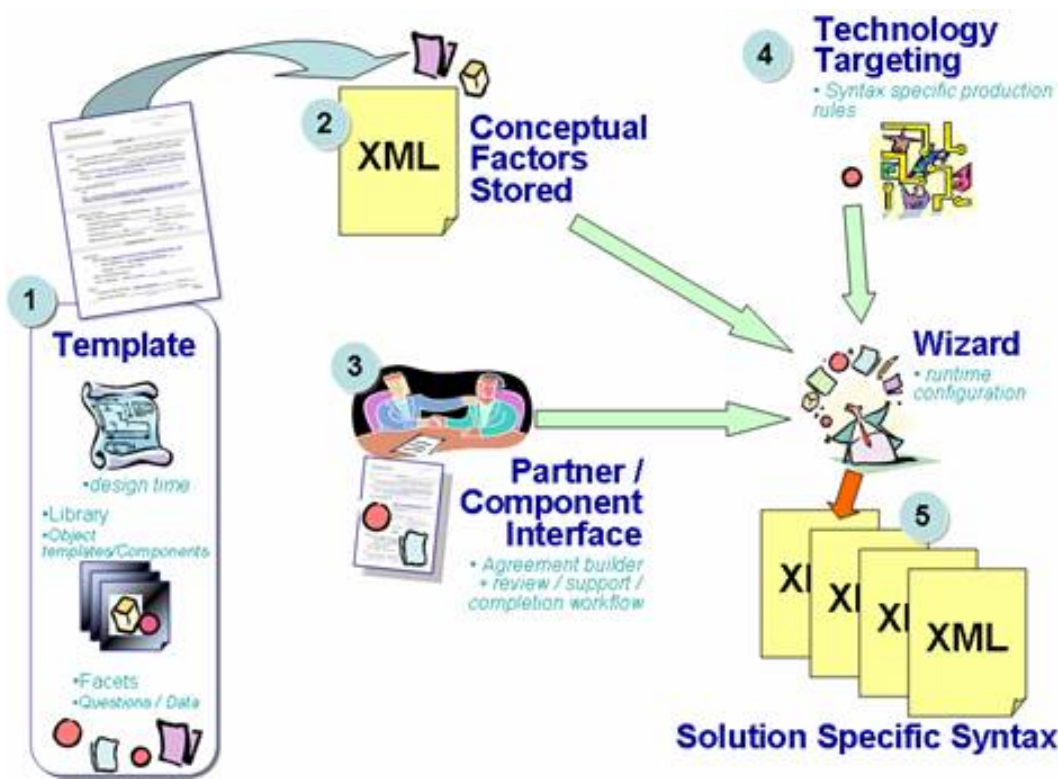 1
Template
•design time
•Library
•Object
templates/Components
•Facets
•Questions / Data
2
XML
Conceptual
Factors
Stored
3
Partner /
Component
Interface
• Agreement builder
+ review / support /
completion workflow
4
Technology
Targeting
• Syntax specific production
rules
Wizard
• runtime
configuration
5
XML
Solution Specific Syntax